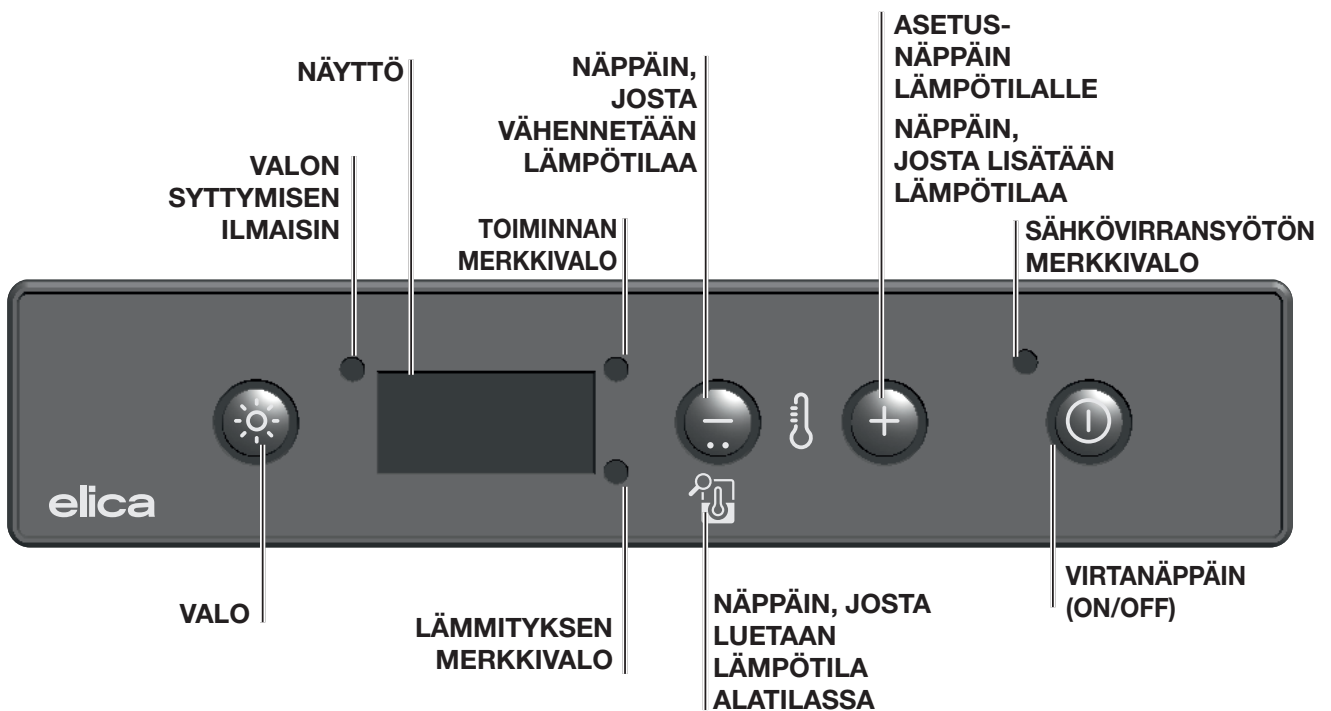 ASETUS-
NÄPPÄIN
LÄMPÖTILALLE
NÄPPÄIN,
JOSTA LISÄTÄÄN
LÄMPÖTILAA
NÄYTTÖ
NÄPPÄIN,
JOSTA
VÄHENNETÄÄN
LÄMPÖTILAA
VALON
SYTTYMISEN
ILMAISIN
TOIMINNAN
MERKKIVALO
SÄHKÖVIRRANSYÖTÖN
MERKKIVALO
elica
VALO
LÄMMITYKSEN
MERKKIVALO
NÄPPÄIN, JOSTA
LUETAAN
LÄMPÖTILA
ALATILASSA
VIRTANÄPPÄIN
(ON/OFF)